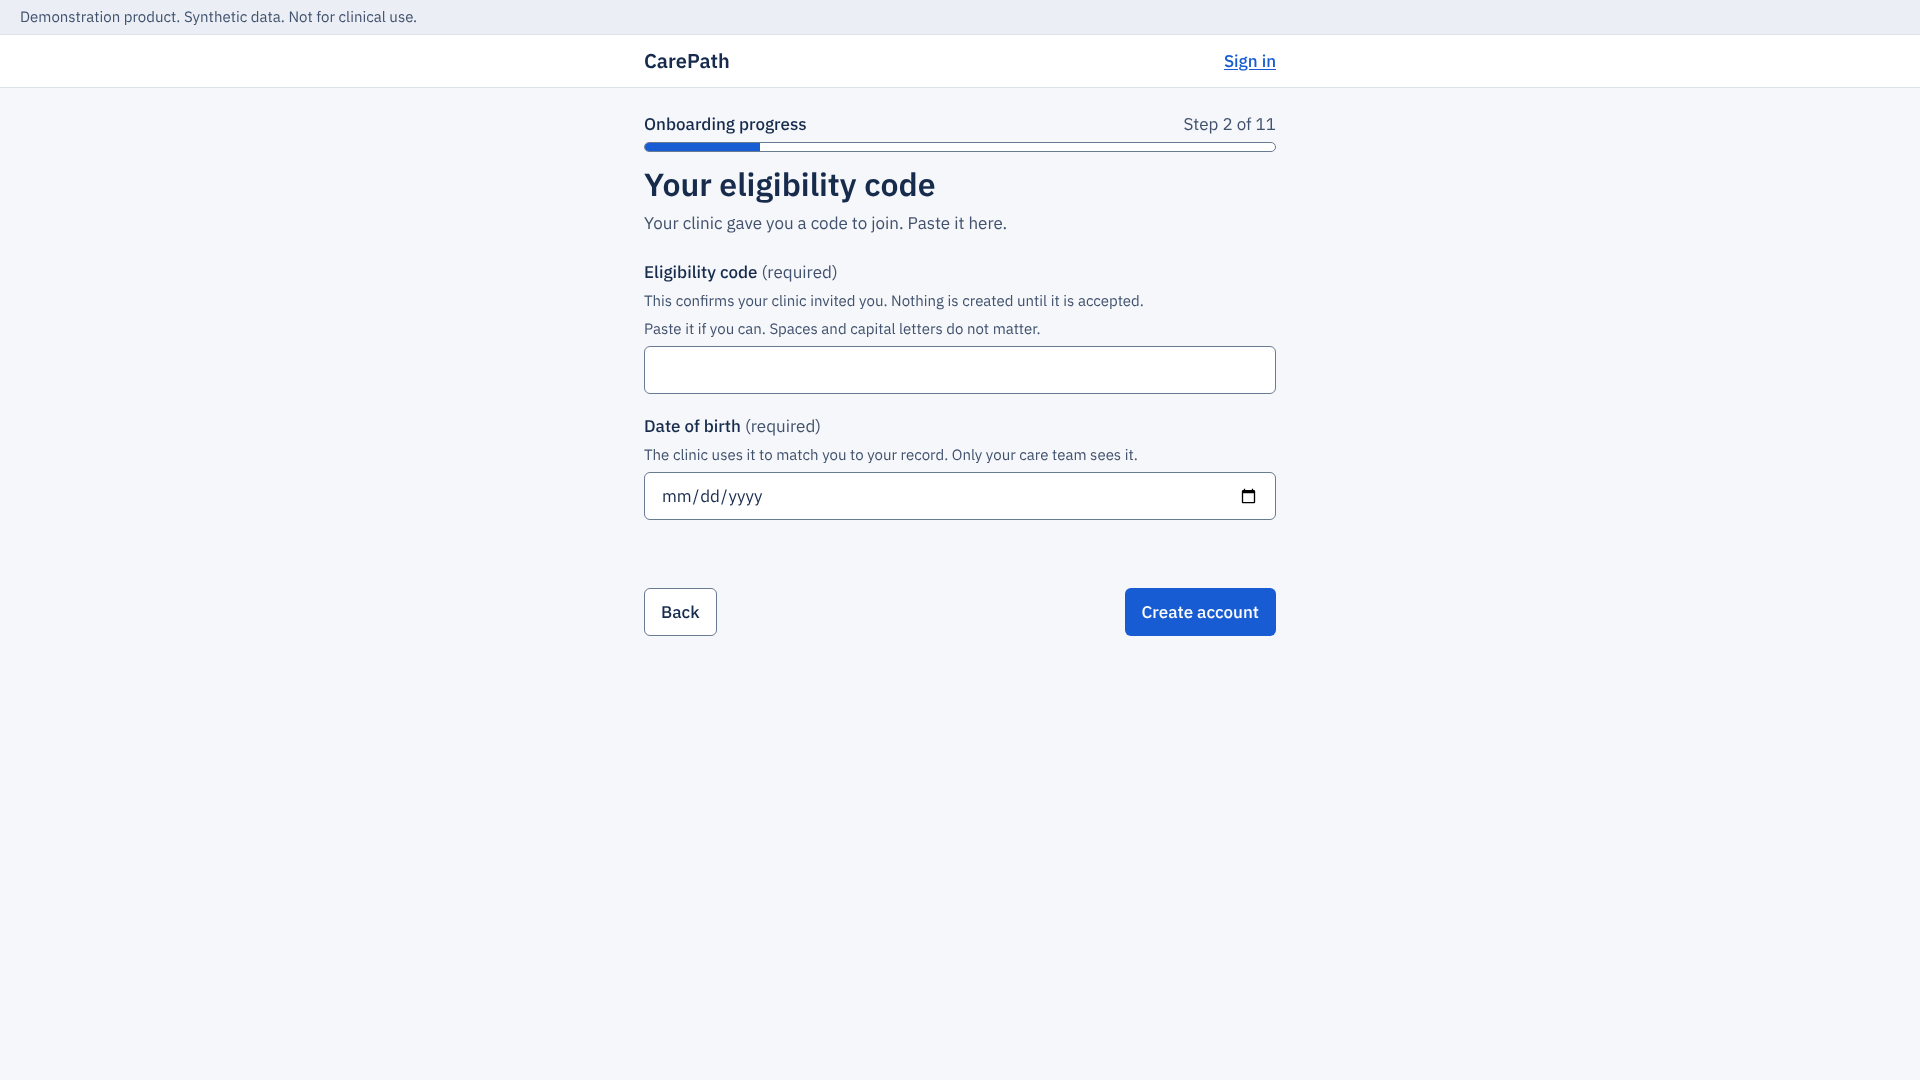 Demonstration product. Synthetic data. Not for clinical use.
CarePath
Sign in
Onboarding progress
Step 2 of 11
Your eligibility code
Your clinic gave you a code to join. Paste it here.
Eligibility code (required)
This confirms your clinic invited you. Nothing is created until it is accepted.
Paste it if you can. Spaces and capital letters do not matter.
Date of birth (required)
The clinic uses it to match you to your record. Only your care team sees it.
mm/dd/yyyy
Back
Create account